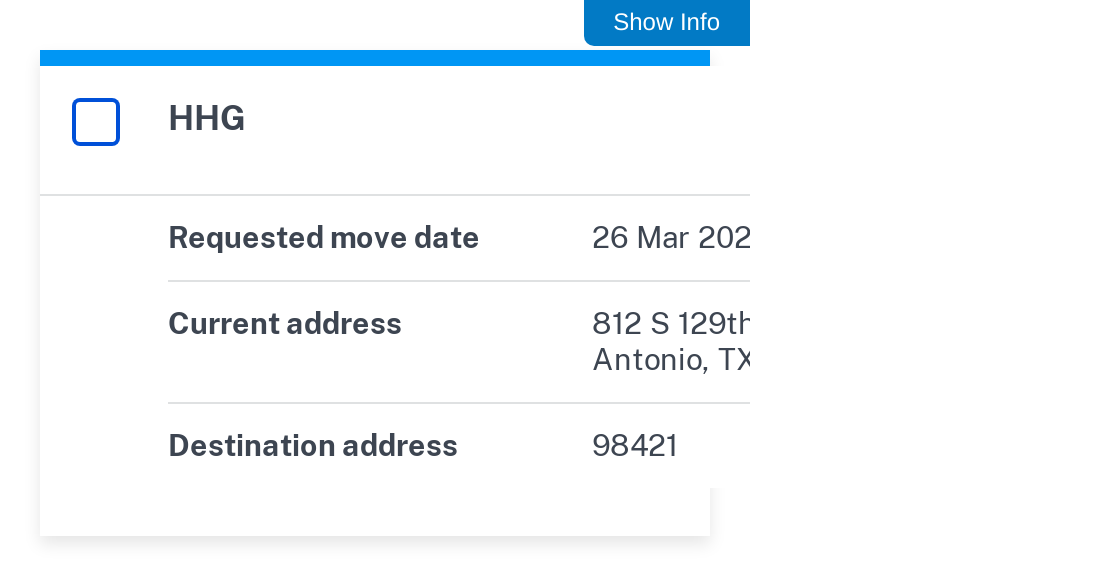 Show Info
HHG
Requested move date 26 Mar 202
Current address 812 S 129th
Antonio, TX
Destination address 98421